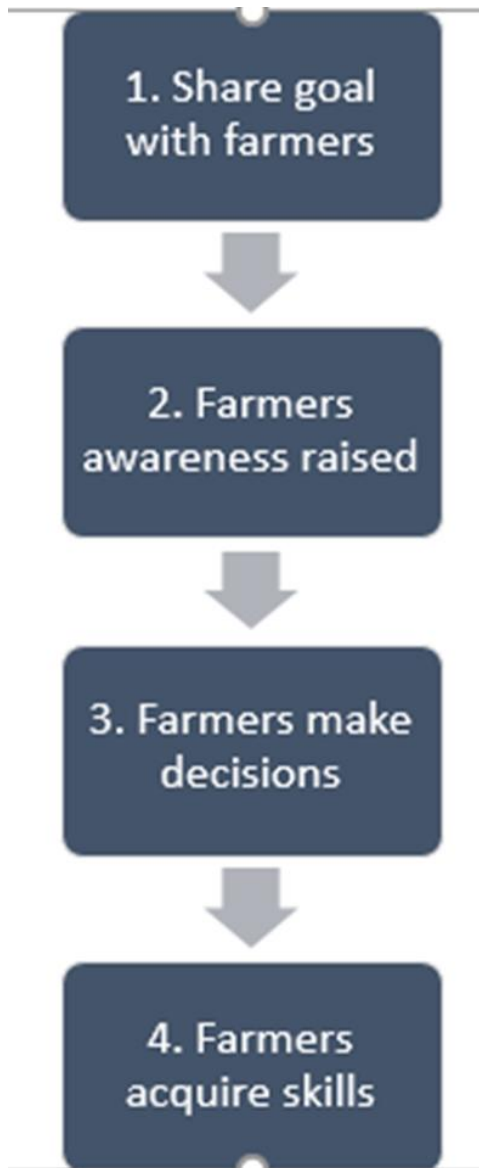 1. Share goal
with farmers
2. Farmers
awareness raised
3. Farmers make
decisions
4. Farmers
acquire skills